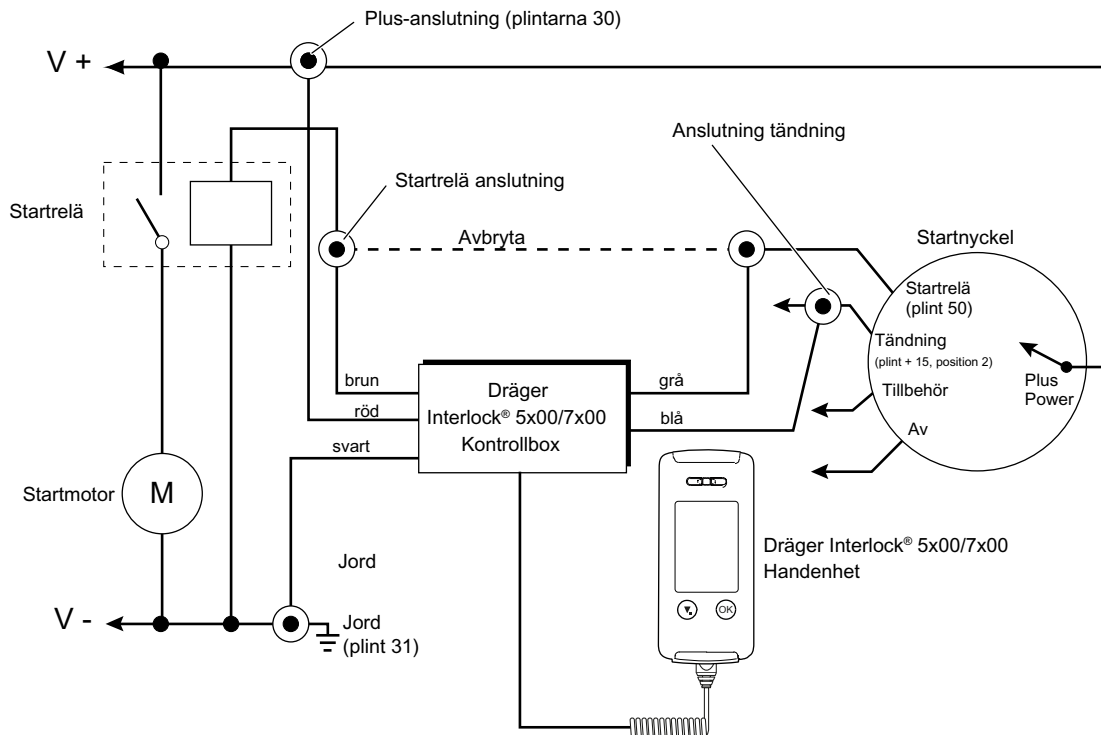 Plus-anslutning (plintarna 30)
V +
Anslutning tändning
Startrelä anslutning
Startrelä
Avbryta
Startnyckel
Startrelä
(plint 50)
Tändning
(plint + 15, position 2)
Tillbehör
Plus
Power
Av
brun
röd
svart
Dräger
Interlock® 5x00/7x00
Kontrollbox
grå
blå
Startmotor
M
Dräger Interlock® 5x00/7x00
Handenhet
OK
Jord
V -
Jord
(plint 31)